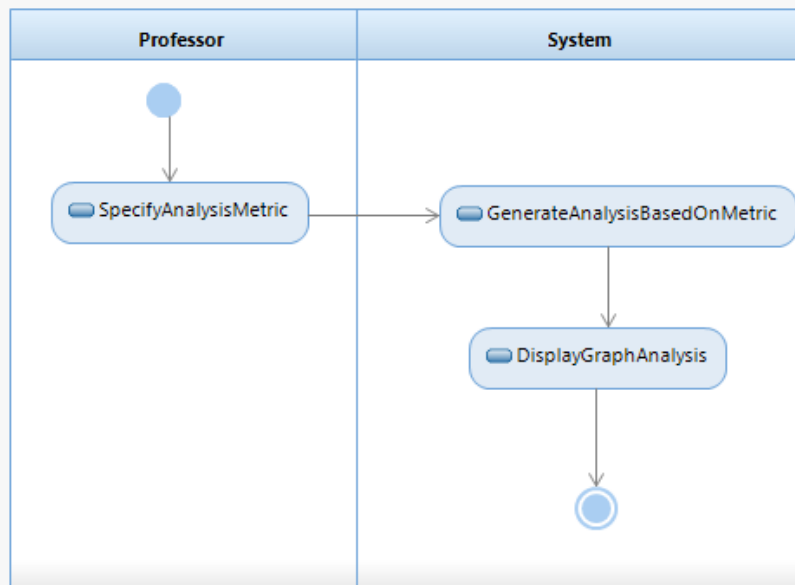 Professor
System
SpecifyAnalysisMetric
GenerateAnalysisBasedOnMetric
DisplayGraphAnalysis